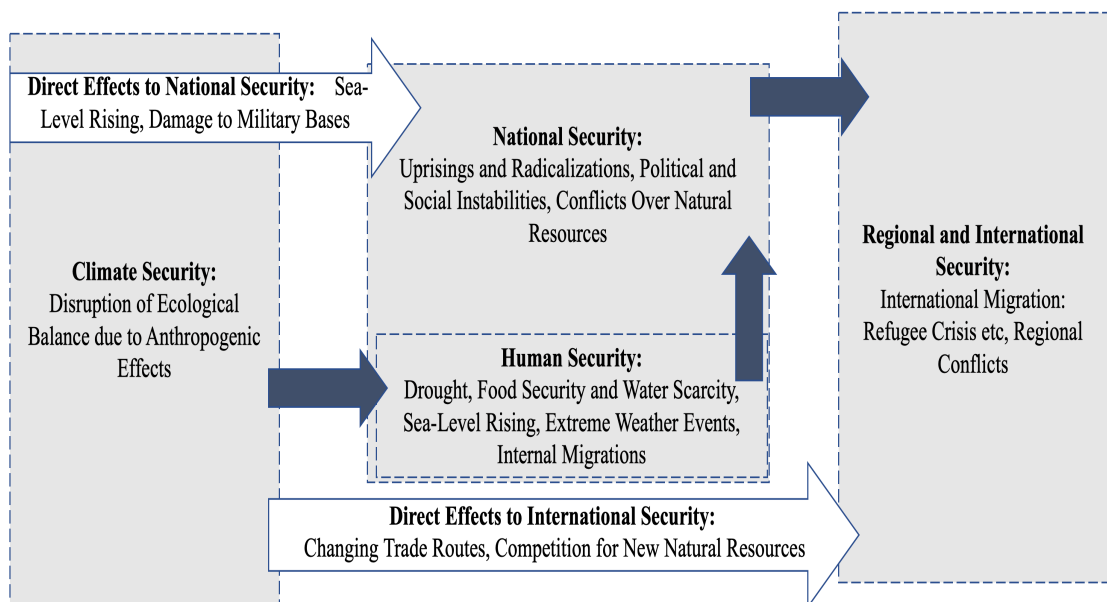 Direct Effects to National Security: Sea-
Level Rising, Damage to Military Bases
National Security:
Uprisings and Radicalizations, Political and
Social Instabilities, Conflicts Over Natural
Resources
Climate Security:
Disruption of Ecological
Balance due to Anthropogenic
Effects
Human Security:
Drought, Food Security and Water Scarcity,
Sea-Level Rising, Extreme Weather Events,
Internal Migrations
Regional and International
Security:
International Migration:
Refugee Crisis etc, Regional
Conflicts
Direct Effects to International Security:
Changing Trade Routes, Competition for New Natural Resources